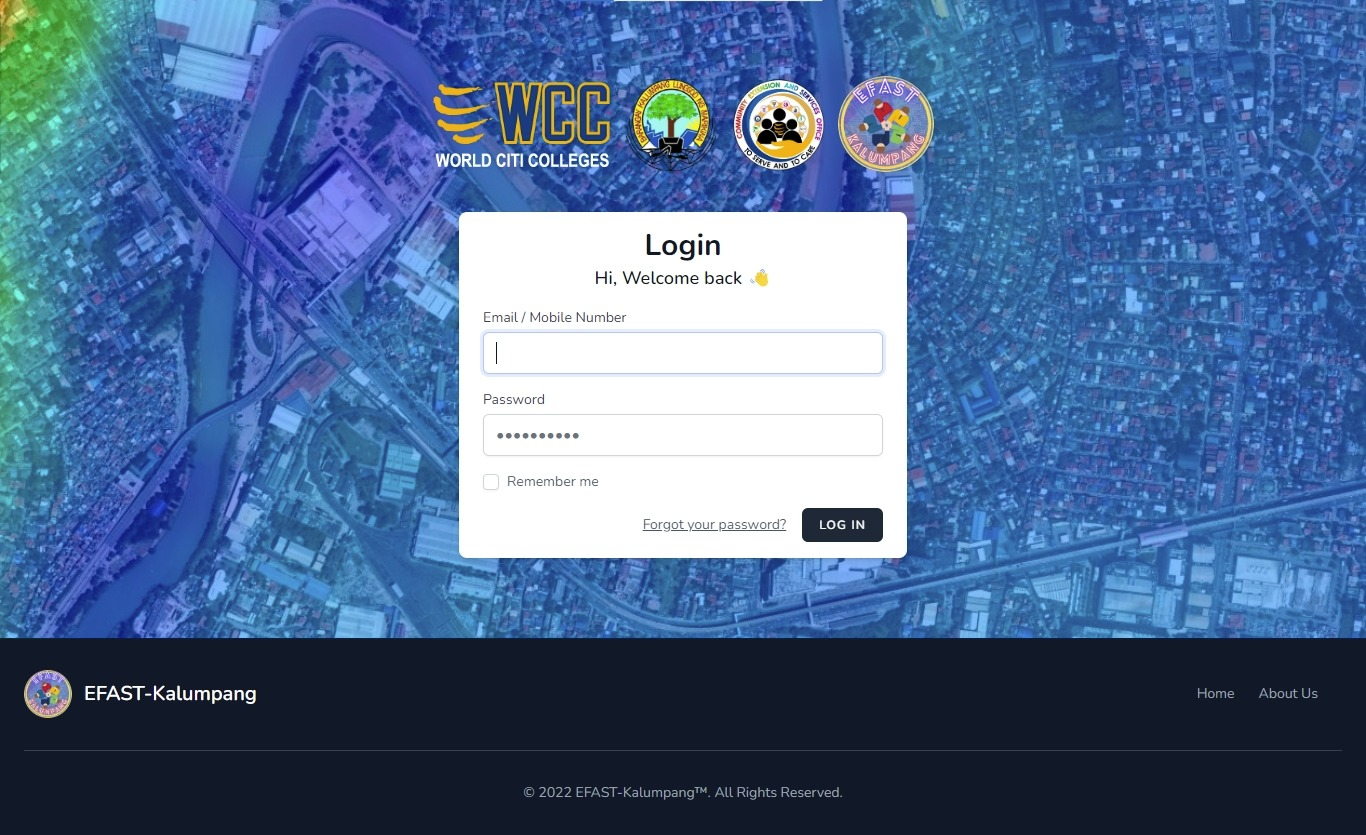 WCC
WORLD CITI COLLEGES
COMMUNITY EXTENSION AND SERVICES OFFICE
TO SERVE AND TO CARE
EFAST
KALUMPANG
Login
Hi, Welcome back 👋
Email / Mobile Number
Password
••••••••••
Remember me
Forgot your password?
LOG IN
EFAST
KALUMPANG
EFAST-Kalumpang
Home
About Us
© 2022 EFAST-Kalumpang™. All Rights Reserved.